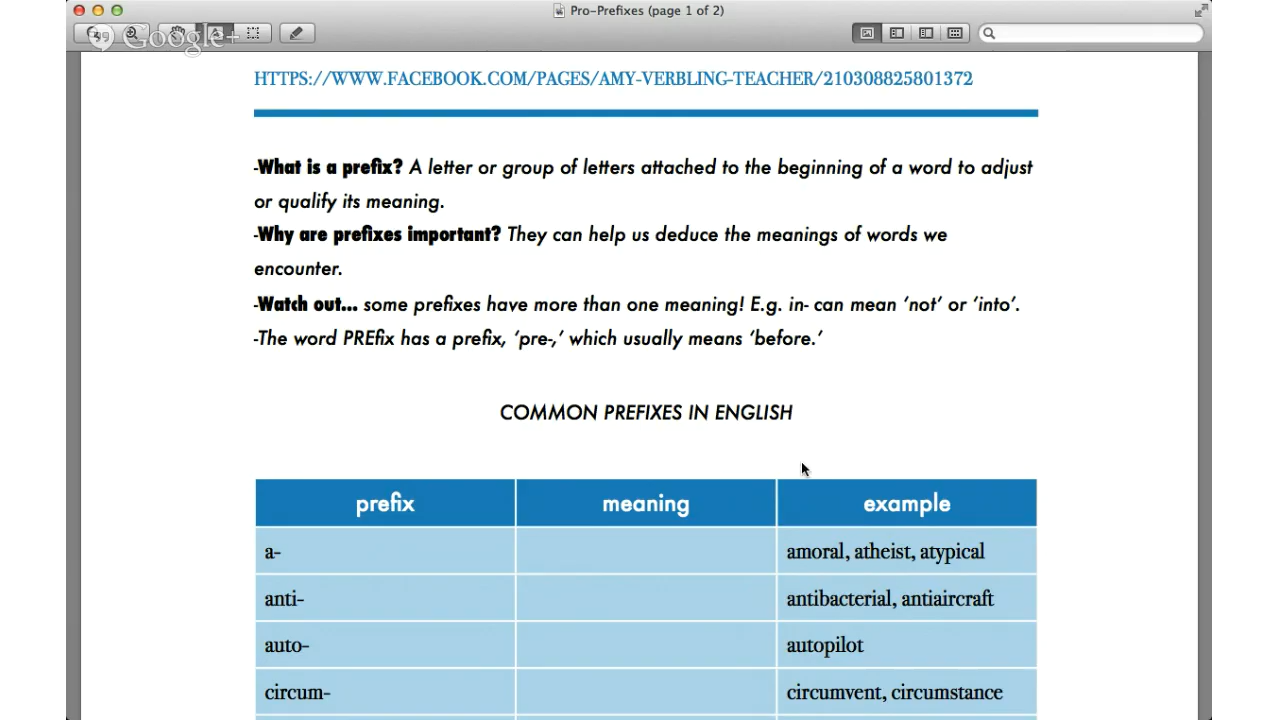 Pro-Prefixes (page 1 of 2)
Google+
HTTPS://WWW.FACEBOOK.COM/PAGES/AMY-VERBLING-TEACHER/210308825801372
-What is a prefix? A letter or group of letters attached to the beginning of a word to adjust
or qualify its meaning.
-Why are prefixes important? They can help us deduce the meanings of words we
encounter.
-Watch out... some prefixes have more than one meaning! E.g. in- can mean ‘not’ or ‘into’.
-The word PREfix has a prefix, ‘pre-,’ which usually means ‘before.’
COMMON PREFIXES IN ENGLISH
prefix meaning example
a- amoral, atheist, atypical
anti- antibacterial, antiaircraft
auto- autopilot
circum- circumvent, circumstance